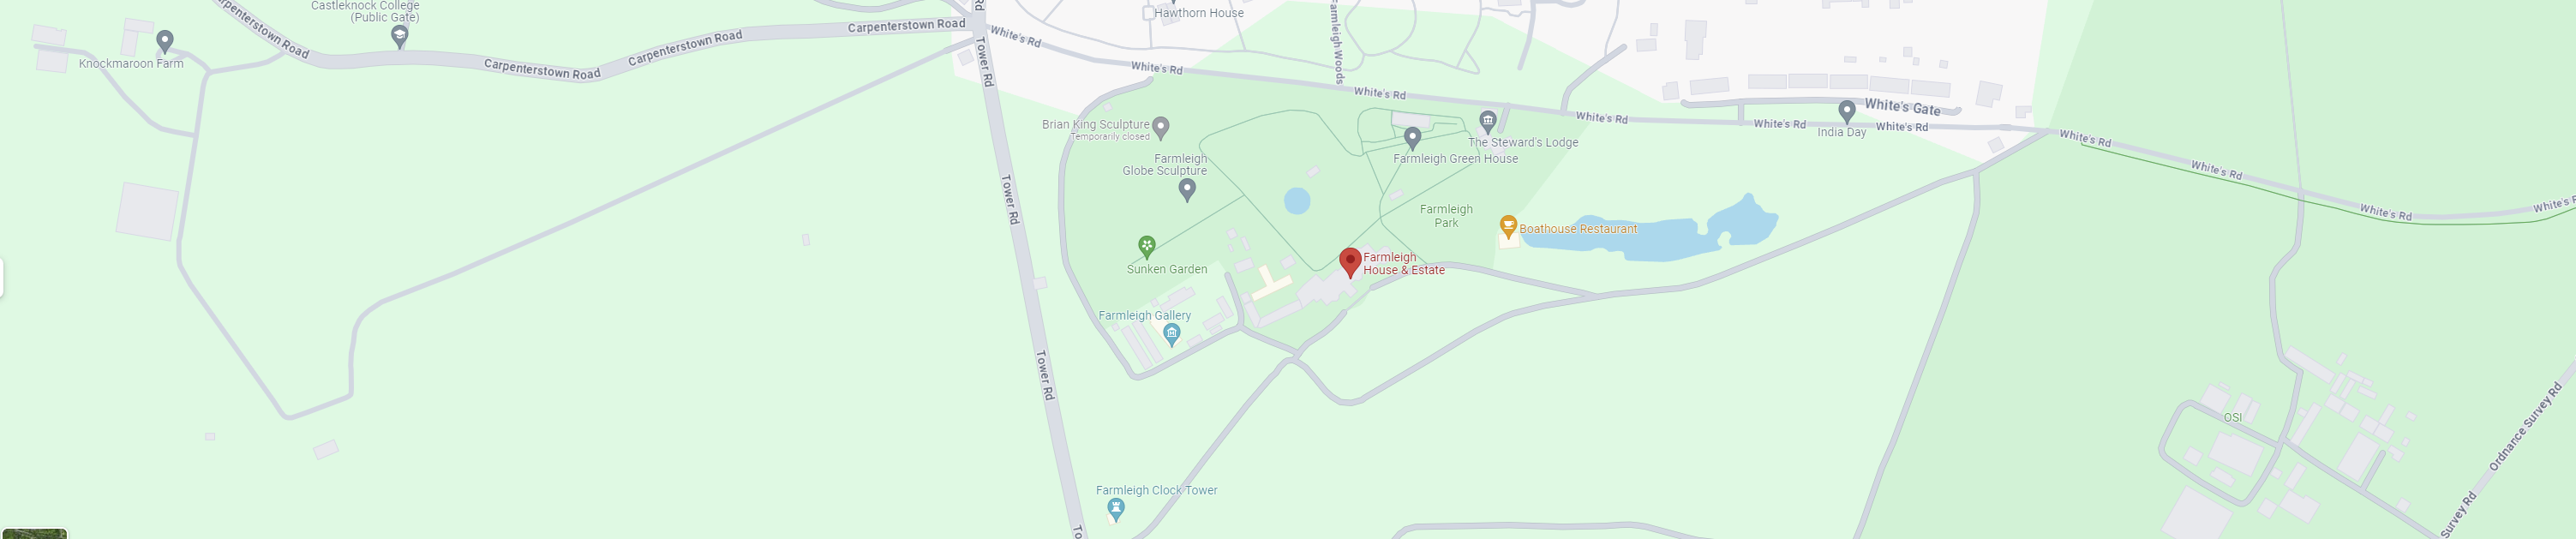 Castleknock College
(Public Gate)
Hawthorn House
Carpenterstown Road
Carpenterstown Road
Carpenterstown Road
Tower Rd
White's Rd
Farmleigh Woods
Knockmaroon Farm
White's Rd
White's Rd
White's Gate
White's Rd
White's Rd
White's Rd
India Day
White's Rd
White's Rd
White's Rd
Brian King Sculpture
Temporarily closed
The Steward's Lodge
Farmleigh Green House
Farmleigh
Globe Sculpture
Tower Rd
Farmleigh
Park
Boathouse Restaurant
Sunken Garden
Farmleigh
House & Estate
Farmleigh Gallery
Tower Rd
OSI
Ordnance Survey Rd
Farmleigh Clock Tower
Survey Rd